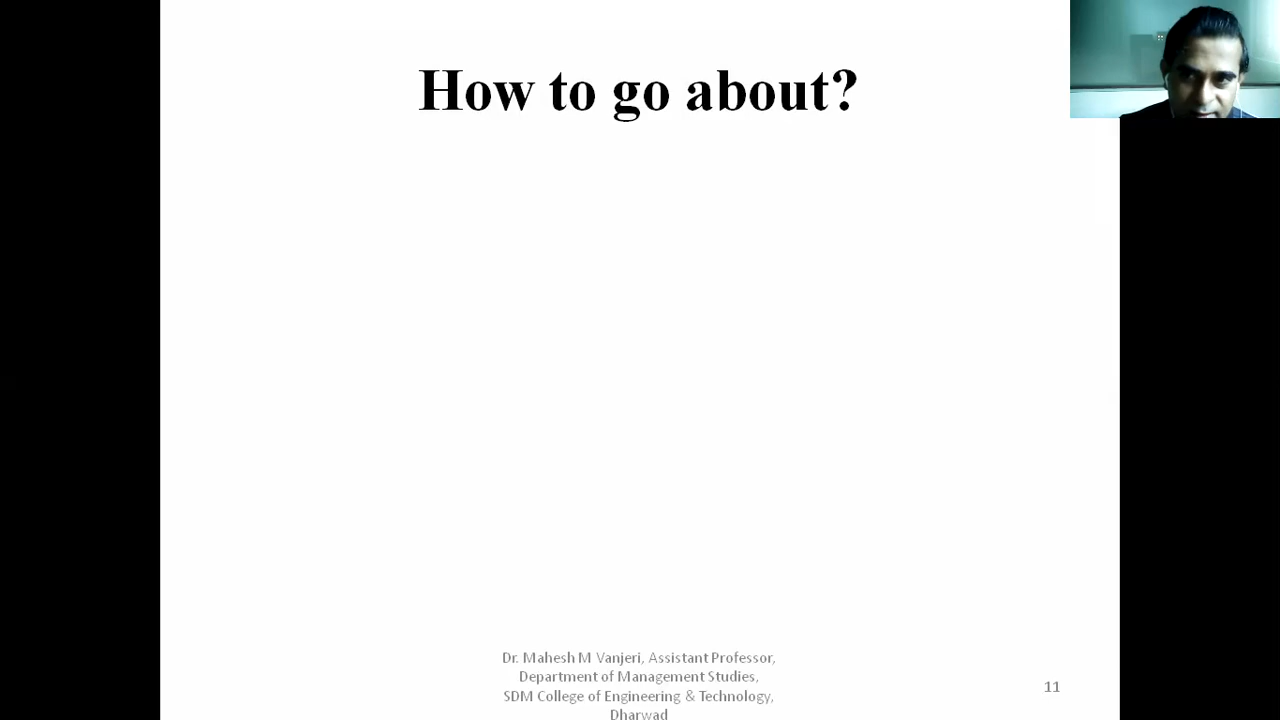 How to go about?
Dr. Mahesh M Vanjeri, Assistant Professor,
Department of Management Studies,
SDM College of Engineering & Technology,
Dharwad
11